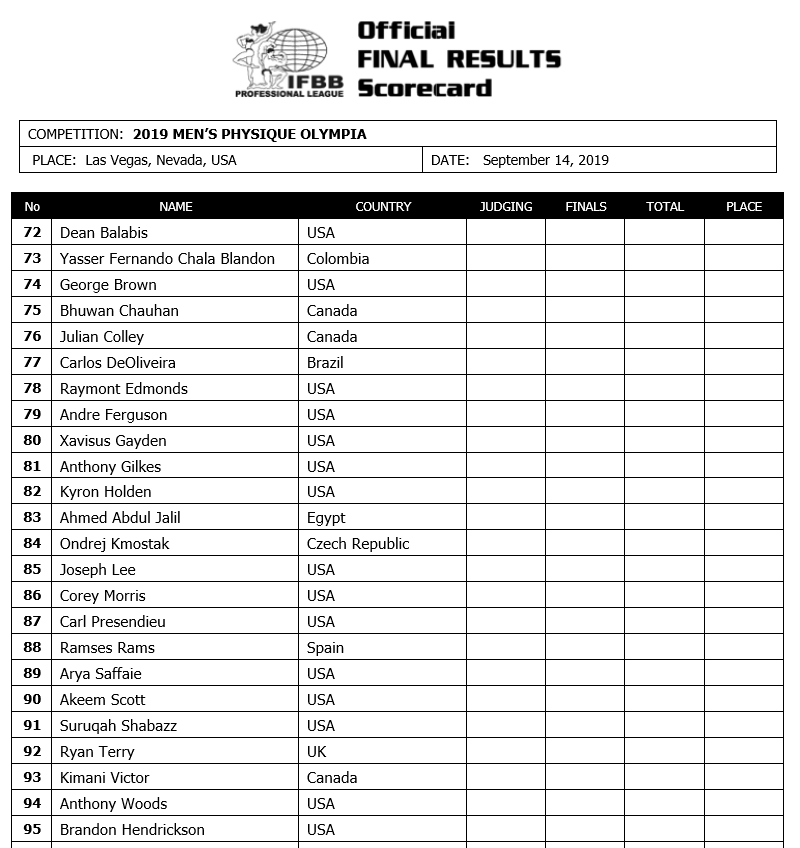 Official
FINAL RESULTS
Scorecard
IFBB
PROFESSIONAL LEAGUE
COMPETITION: 2019 MEN’S PHYSIQUE OLYMPIA
PLACE: Las Vegas, Nevada, USA DATE: September 14, 2019
No NAME COUNTRY JUDGING FINALS TOTAL PLACE
72 Dean Balabis USA
73 Yasser Fernando Chala Blandon Colombia
74 George Brown USA
75 Bhuwan Chauhan Canada
76 Julian Colley Canada
77 Carlos DeOliveira Brazil
78 Raymont Edmonds USA
79 Andre Ferguson USA
80 Xavisus Gayden USA
81 Anthony Gilkes USA
82 Kyron Holden USA
83 Ahmed Abdul Jalil Egypt
84 Ondrej Kmostak Czech Republic
85 Joseph Lee USA
86 Corey Morris USA
87 Carl Presendieu USA
88 Ramses Rams Spain
89 Arya Saffaie USA
90 Akeem Scott USA
91 Suruqah Shabazz USA
92 Ryan Terry UK
93 Kimani Victor Canada
94 Anthony Woods USA
95 Brandon Hendrickson USA